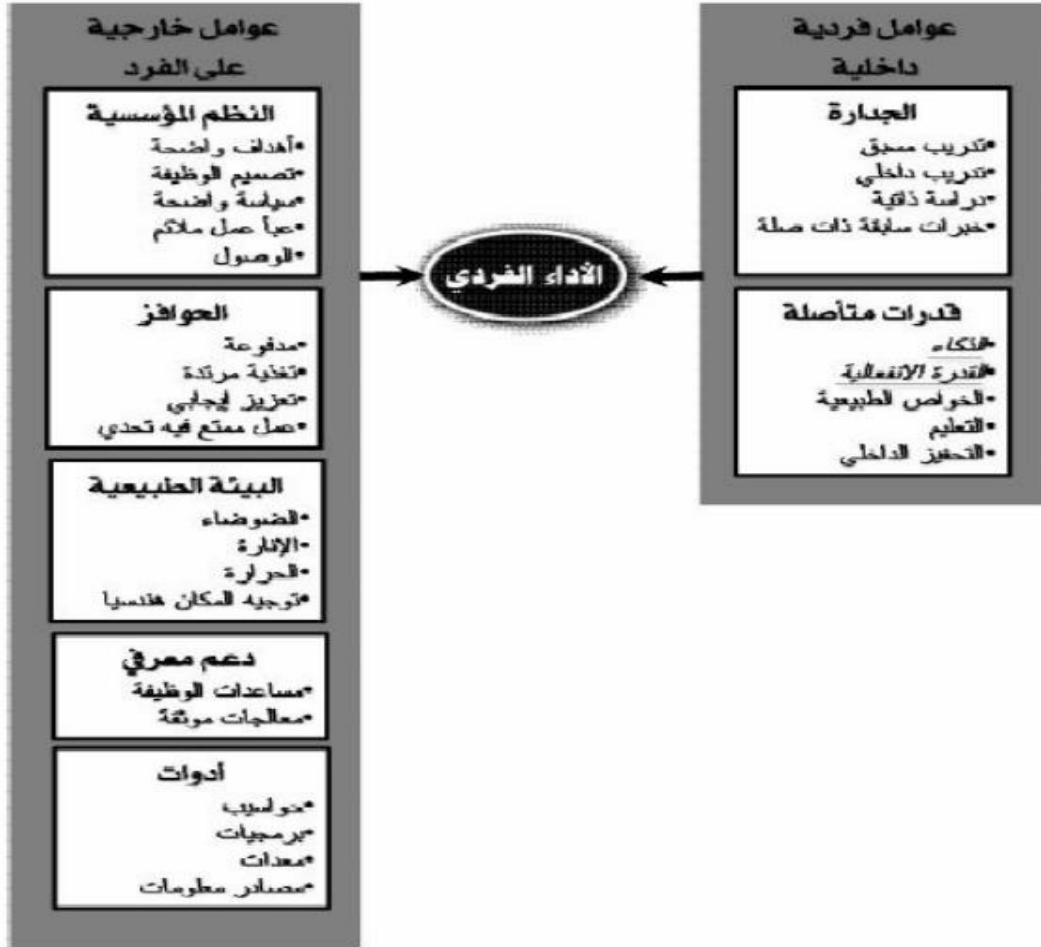 عوامل فردية
داخلية
الجدارة
•تدريب مسبق
•تدريب داخلي
•دراسة ذاتية
•خبرات سابقة ذات صلة
قدرات متأصلة
•الذكاء
•القدرة الانفعالية
•الخواص الطبيعية
•التعليم
•التحفيز الداخلي
الأداء الفردي
عوامل خارجية
على الفرد
النظم المؤسسية
•أهداف واضحة
•تصميم الوظيفة
•سياسة واضحة
•عبأ عمل ملائم
•الوصول
الحوافز
•مدفوعة
•تغذية مرتدة
•تعزيز إيجابي
•عمل ممتع فيه تحدي
البيئة الطبيعية
•الضوضاء
•الإنارة
•الحرارة
•توجيه المكان هندسيا
دعم معرفي
•مساعدات الوظيفة
•معالجات موثقة
أدوات
•حواسيب
•برمجيات
•معدات
•مصادر معلومات